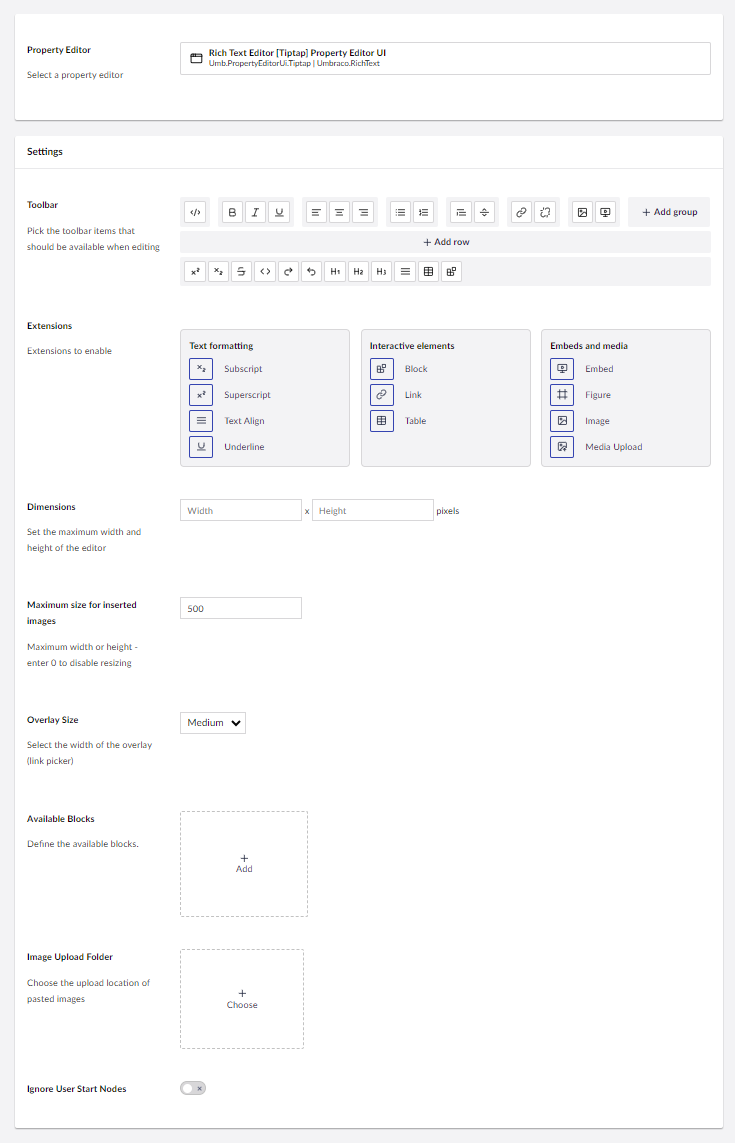 Property Editor
Select a property editor
Rich Text Editor [Tiptap] Property Editor UI
Umb.PropertyEditorUi.Tiptap | Umbraco.RichText
Settings
Toolbar
Pick the toolbar items that
should be available when editing
</> B I U + Add group
+ Add row
x² x₂ S <> H1 H2 H3
Extensions
Extensions to enable
Text formatting
x₂ Subscript
x² Superscript
Text Align
U Underline
Interactive elements
Block
Link
Table
Embeds and media
Embed
Figure
Image
Media Upload
Dimensions
Set the maximum width and
height of the editor
Width x Height pixels
Maximum size for inserted
images
Maximum width or height -
enter 0 to disable resizing
500
Overlay Size
Select the width of the overlay
(link picker)
Medium
Available Blocks
Define the available blocks.
+
Add
Image Upload Folder
Choose the upload location of
pasted images
+
Choose
Ignore User Start Nodes